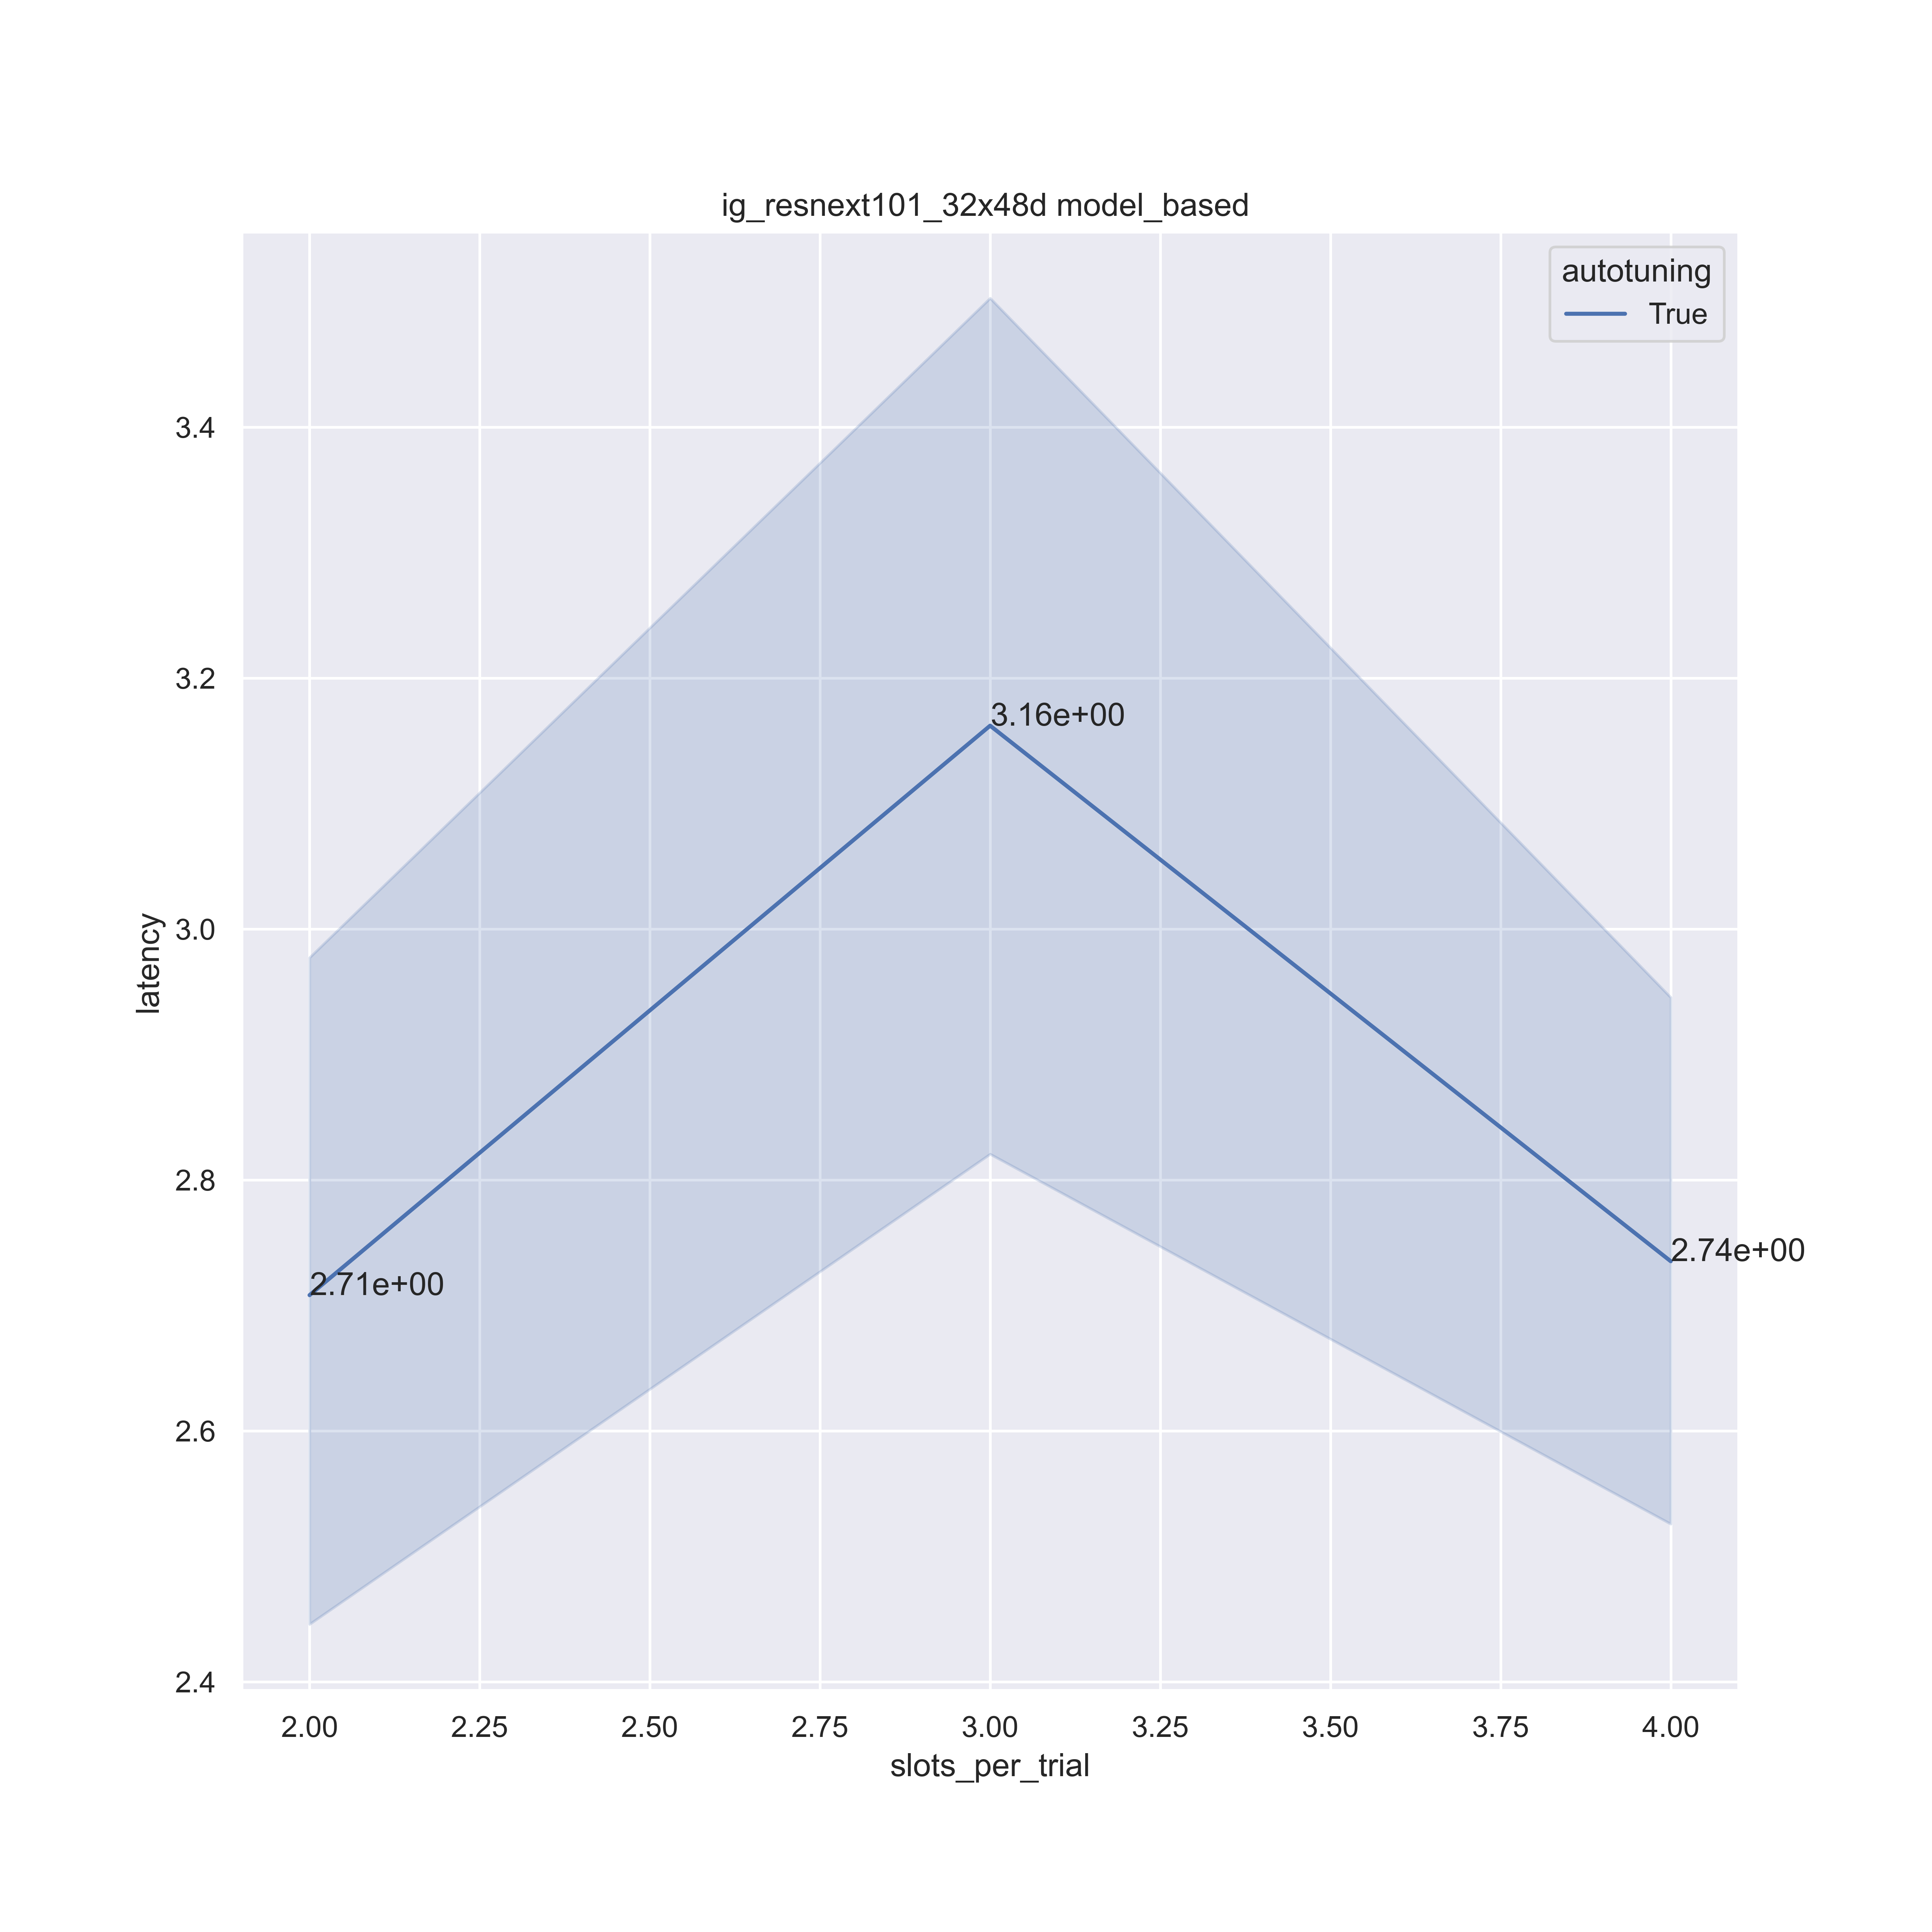 ig_resnext101_32x48d model_based
autotuning
True
3.4
3.2
3.0
2.8
2.6
2.4
latency
3.16e+00
2.74e+00
2.71e+00
2.00 2.25 2.50 2.75 3.00 3.25 3.50 3.75 4.00
slots_per_trial